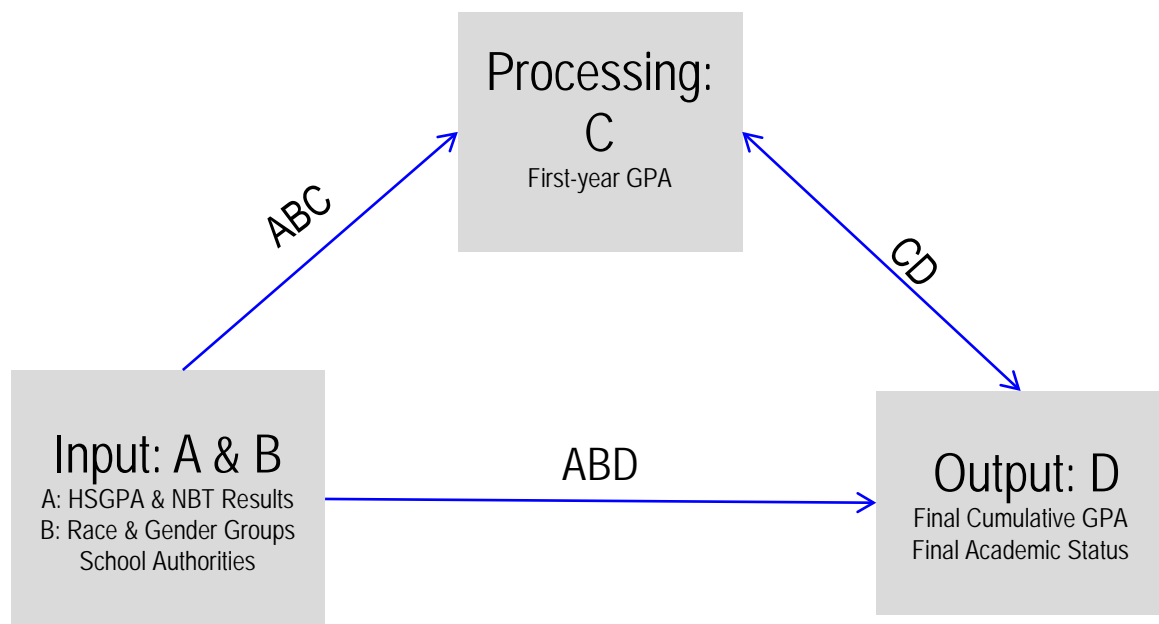 Processing:
C
First-year GPA
ABC
CD
Input: A & B
A: HSGPA & NBT Results
B: Race & Gender Groups
School Authorities
ABD
Output: D
Final Cumulative GPA
Final Academic Status